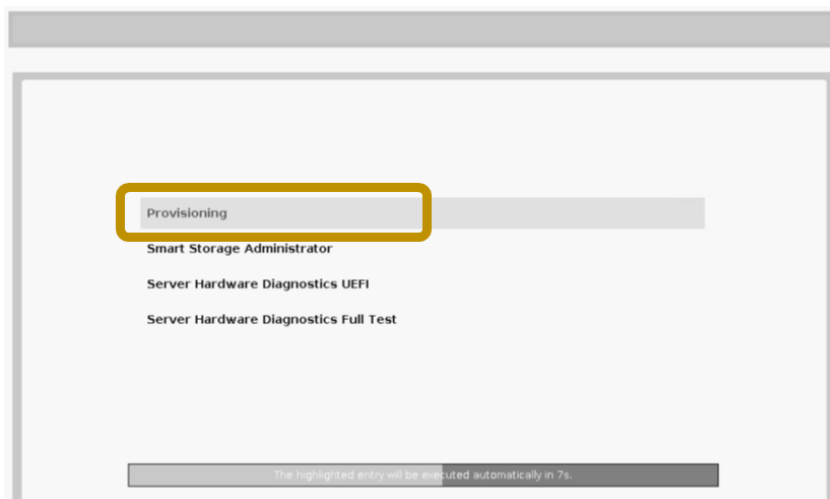 Provisioning
Smart Storage Administrator
Server Hardware Diagnostics UEFI
Server Hardware Diagnostics Full Test
The highlighted entry will be executed automatically in 7s.